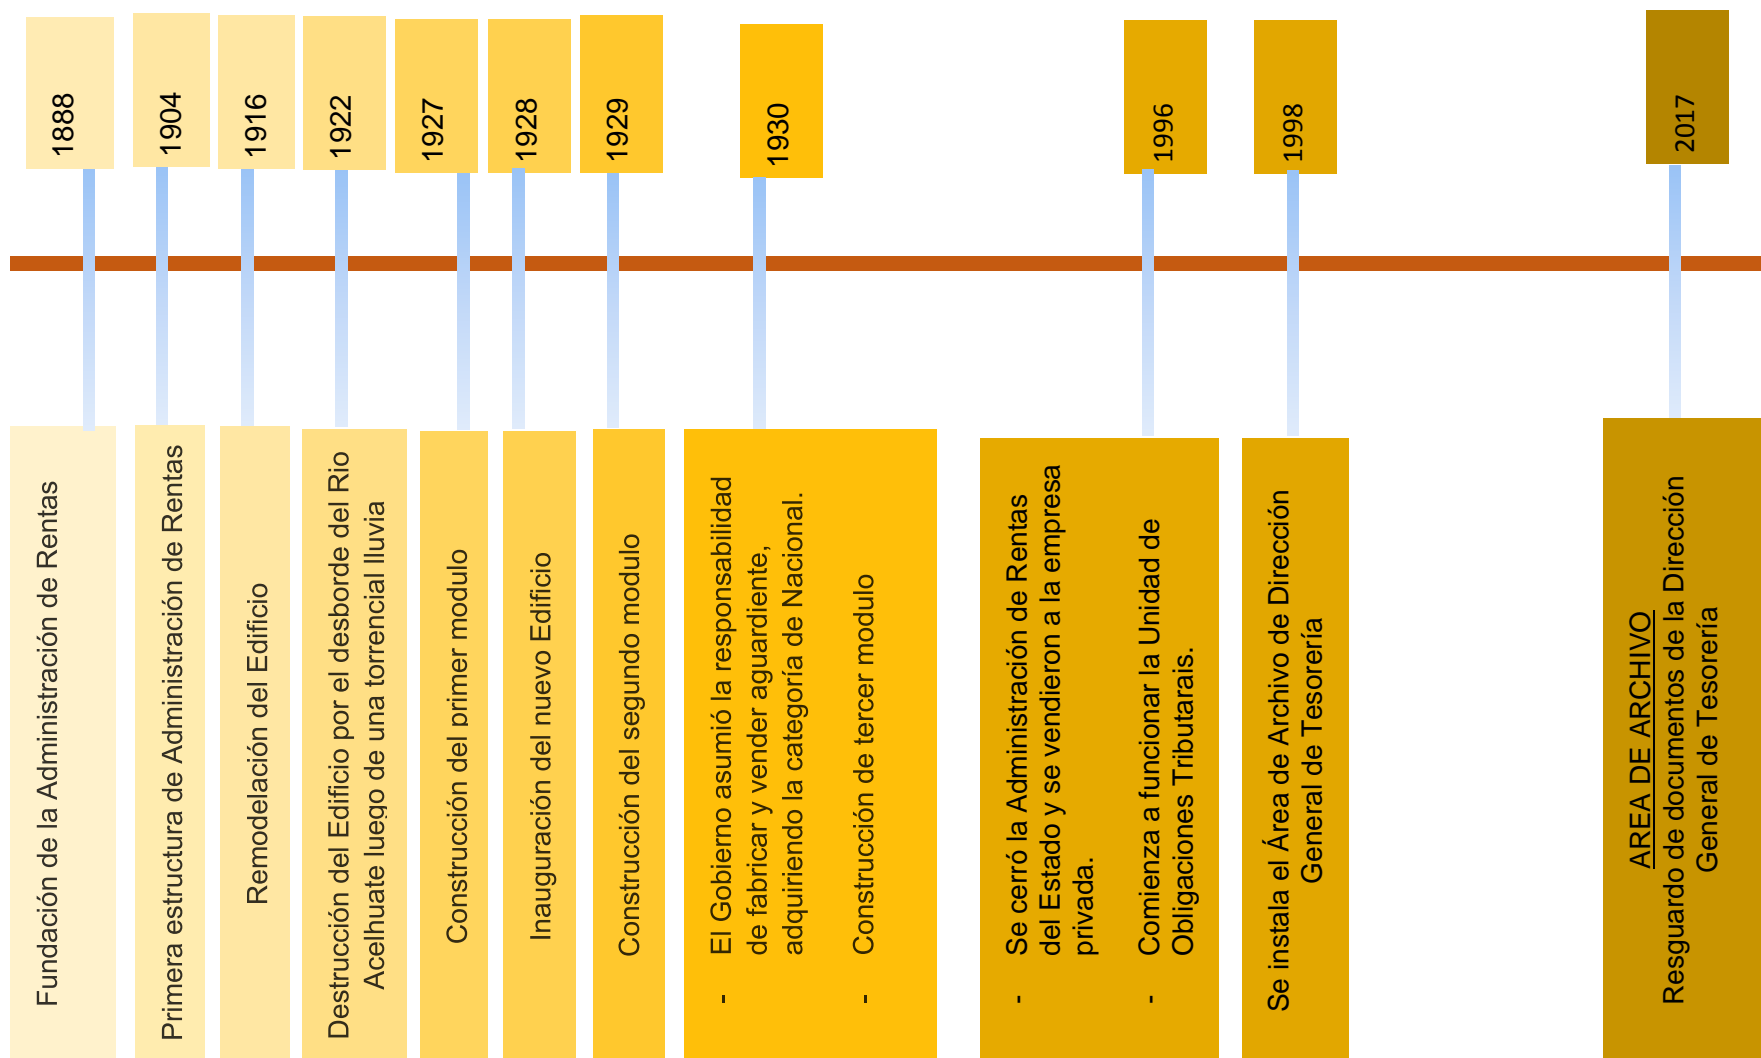 1888
1904
1916
1922
1927
1928
1929
1930
1996
1998
2017
Fundación de la Administración de Rentas
Primera estructura de Administración de Rentas
Remodelación del Edificio
Destrucción del Edificio por el desborde del Rio
Acelhuate luego de una torrencial lluvia
Construcción del primer modulo
Inauguración del nuevo Edificio
Construcción del segundo modulo
- El Gobierno asumió la responsabilidad
de fabricar y vender aguardiente,
adquiriendo la categoría de Nacional.
- Construcción de tercer modulo
- Se cerró la Administración de Rentas
del Estado y se vendieron a la empresa
privada.
- Comienza a funcionar la Unidad de
Obligaciones Tributarais.
Se instala el Área de Archivo de Dirección
General de Tesorería
AREA DE ARCHIVO
Resguardo de documentos de la Dirección
General de Tesorería